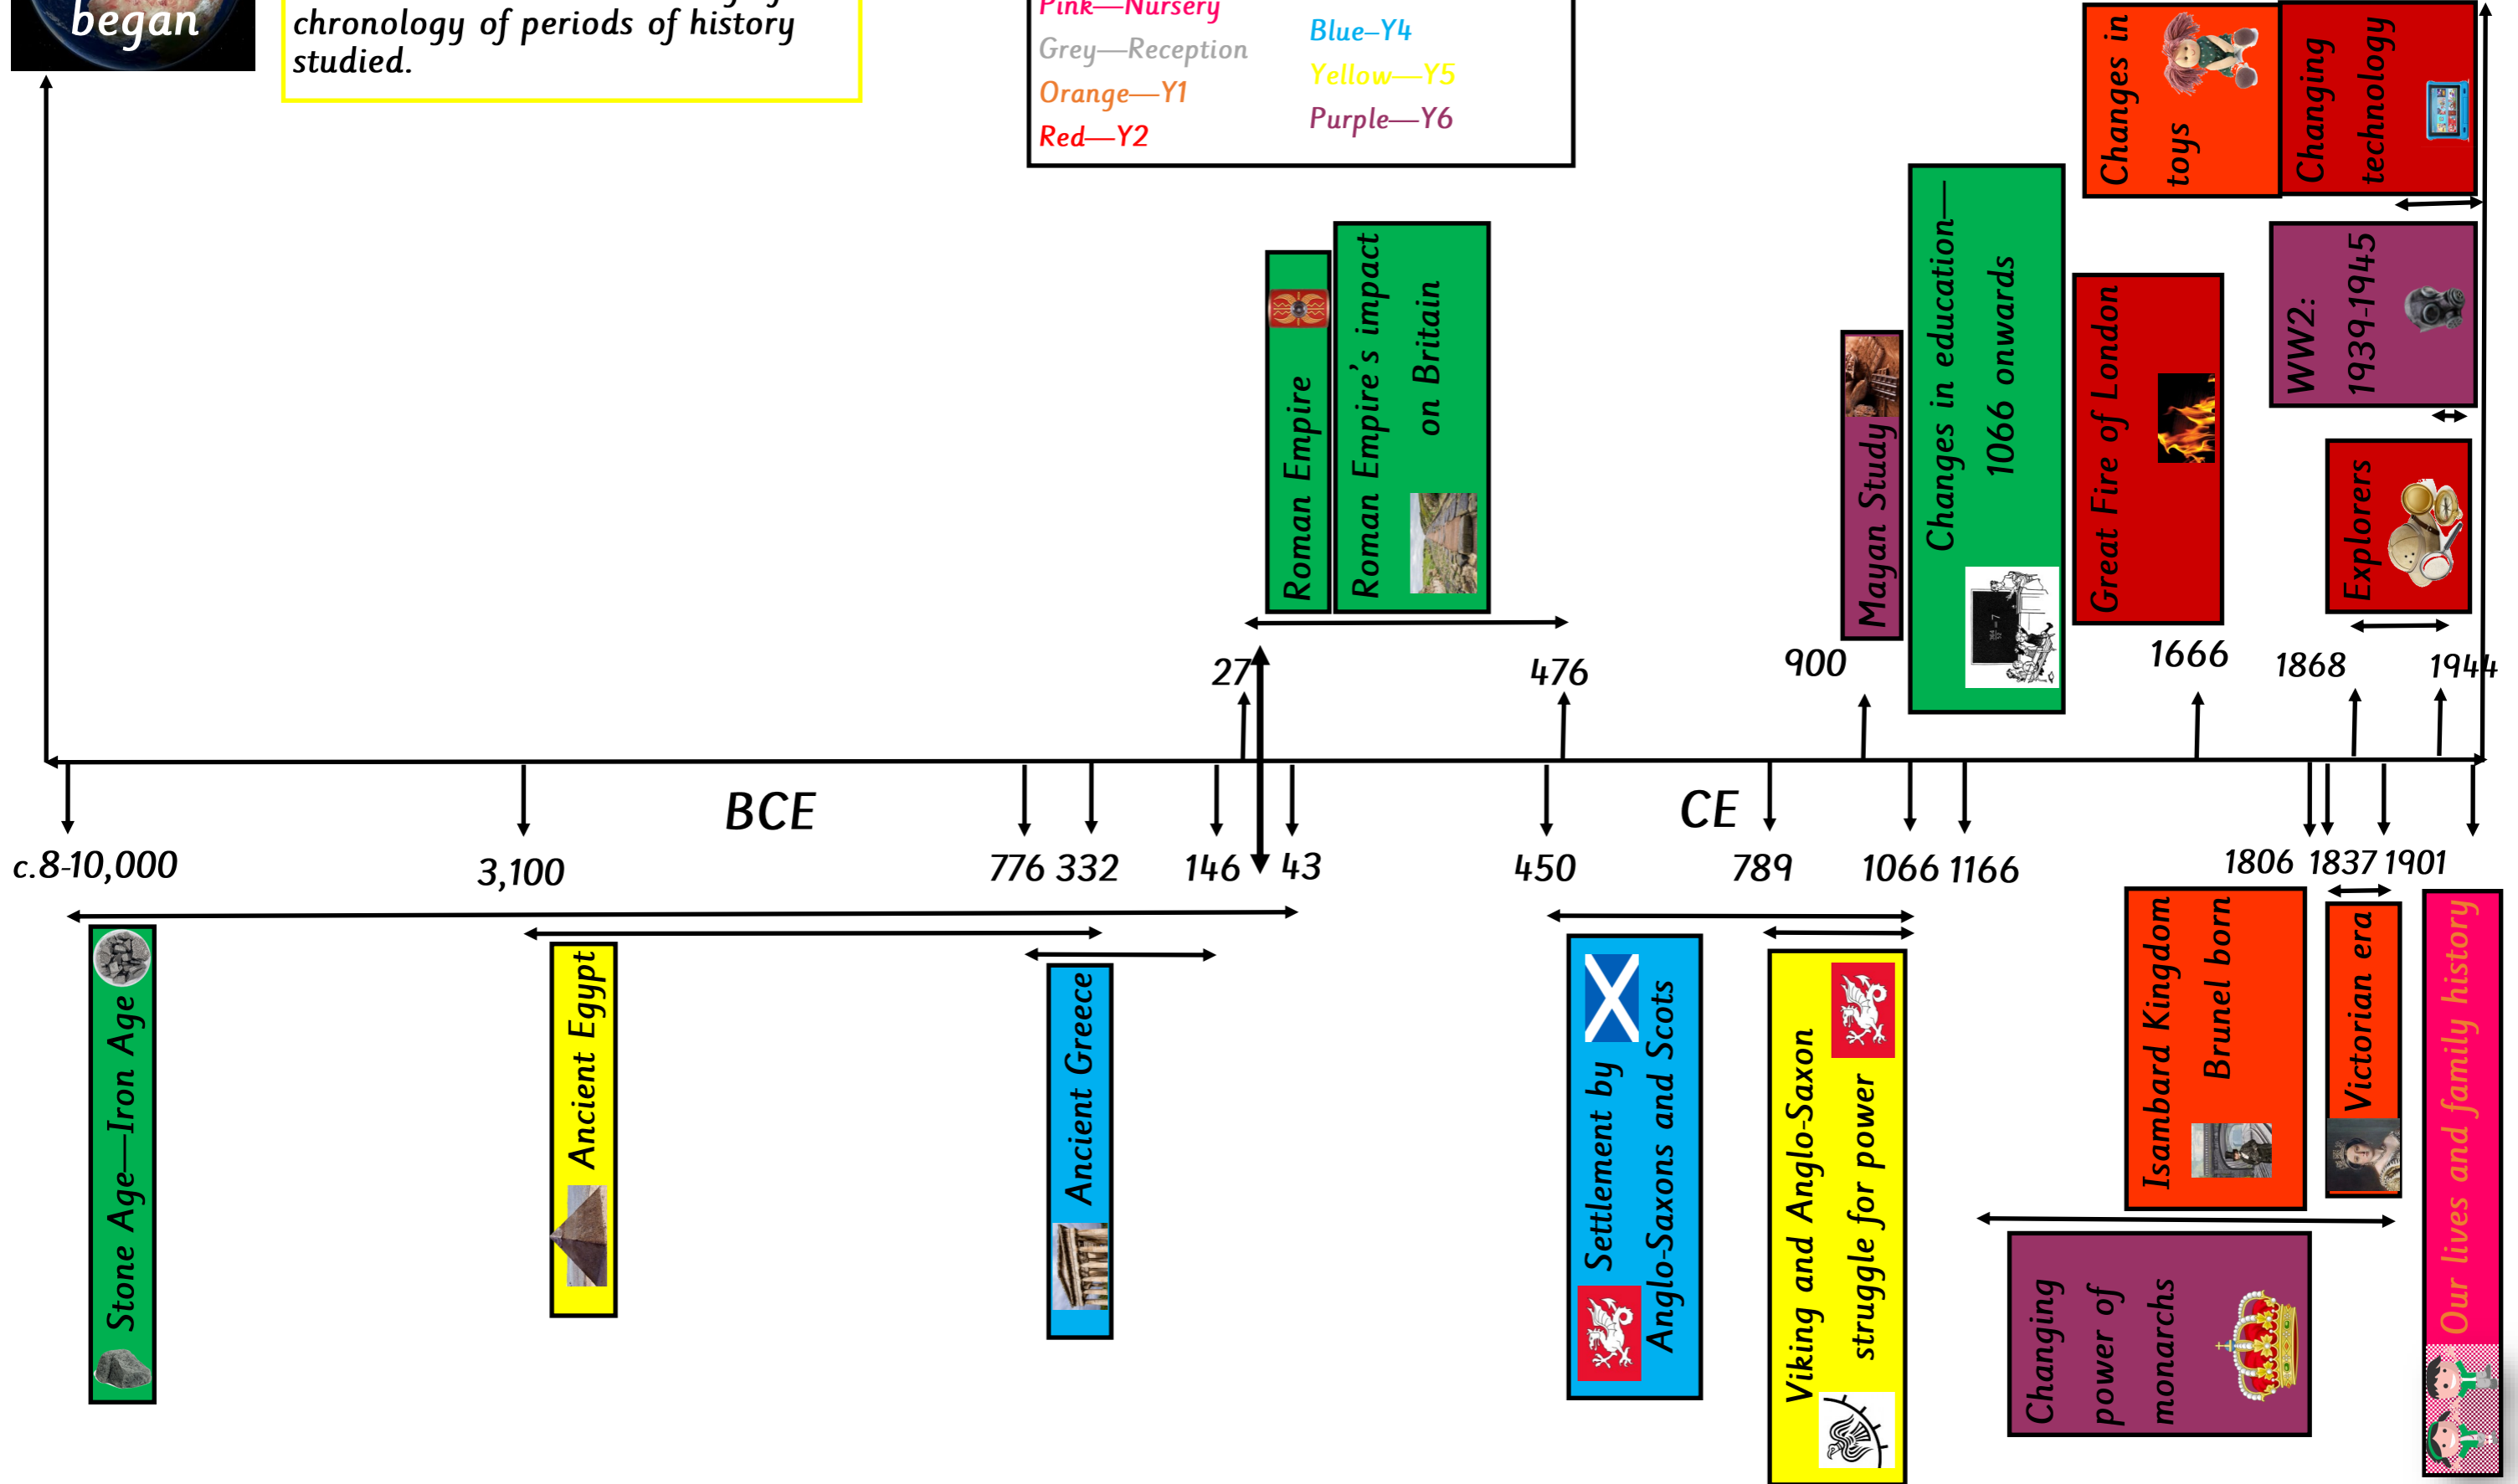 began
chronology of periods of history
studied.
Pink—Nursery
Grey—Reception
Orange—Y1
Red—Y2
Blue–Y4
Yellow—Y5
Purple—Y6
Changes in
toys
Changing
technology
Roman Empire
Roman Empire's impact
on Britain
Mayan Study
Changes in education—
1066 onwards
Great Fire of London
WW2:
1939-1945
Explorers
27
476
900
1666
1868
1944
BCE
CE
c.8-10,000
3,100
776
332
146
43
450
789
1066
1166
1806
1837
1901
Stone Age—Iron Age
Ancient Egypt
Ancient Greece
Settlement by
Anglo-Saxons and Scots
Viking and Anglo-Saxon
struggle for power
Isambard Kingdom
Brunel born
Victorian era
Changing
power of
monarchs
Our lives and family history